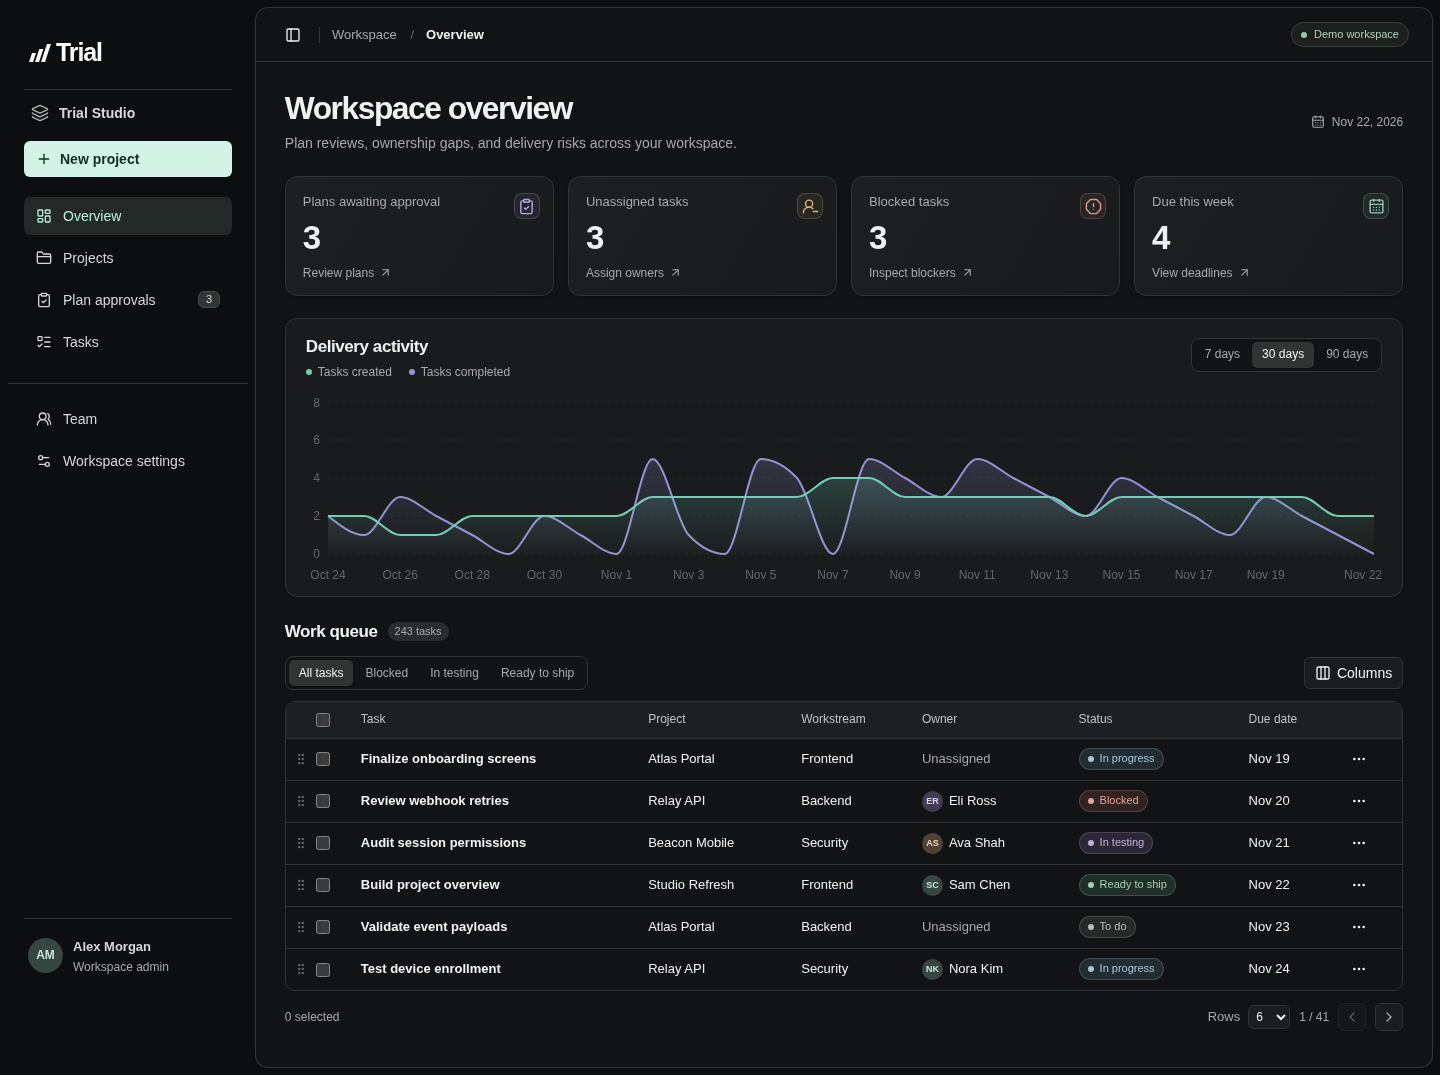 Trial
Trial Studio
New project
Overview
Projects
Plan approvals 3
Tasks
Team
Workspace settings
Alex Morgan
AM
Workspace admin
Workspace / Overview
Demo workspace
Workspace overview
Plan reviews, ownership gaps, and delivery risks across your workspace.
Nov 22, 2026
Plans awaiting approval
3
Review plans
Unassigned tasks
3
Assign owners
Blocked tasks
3
Inspect blockers
Due this week
4
View deadlines
Delivery activity
Tasks created Tasks completed
7 days 30 days 90 days
8
6
4
2
0
Oct 24 Oct 26 Oct 28 Oct 30 Nov 1 Nov 3 Nov 5 Nov 7 Nov 9 Nov 11 Nov 13 Nov 15 Nov 17 Nov 19 Nov 22
Work queue 243 tasks
All tasks Blocked In testing Ready to ship
Columns
Task Project Workstream Owner Status Due date
Finalize onboarding screens Atlas Portal Frontend Unassigned In progress Nov 19
Review webhook retries Relay API Backend ER Eli Ross Blocked Nov 20
Audit session permissions Beacon Mobile Security AS Ava Shah In testing Nov 21
Build project overview Studio Refresh Frontend SC Sam Chen Ready to ship Nov 22
Validate event payloads Atlas Portal Backend Unassigned To do Nov 23
Test device enrollment Relay API Security NK Nora Kim In progress Nov 24
0 selected
Rows 6 1 / 41